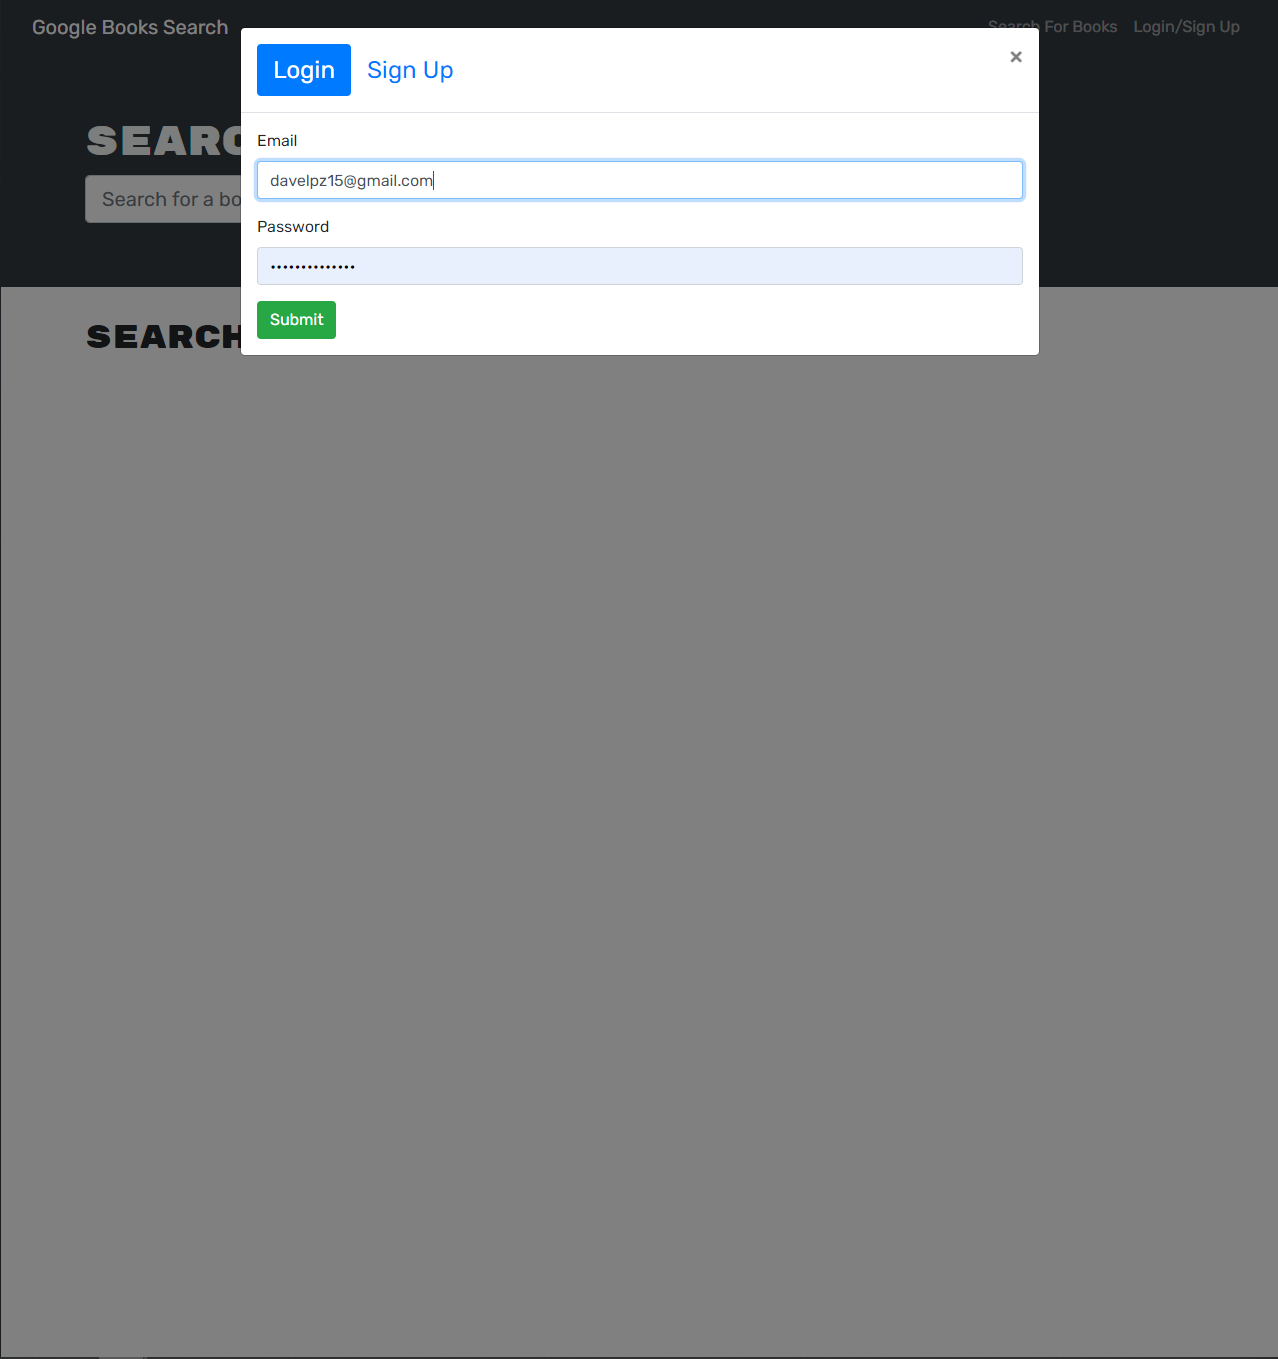 Google Books Search
Search For Books
Login/Sign Up
Login
Sign Up
×
SEARC
Email
davelpz15@gmail.com
Search for a bo
Password
••••••••••••••
Submit
SEARCH